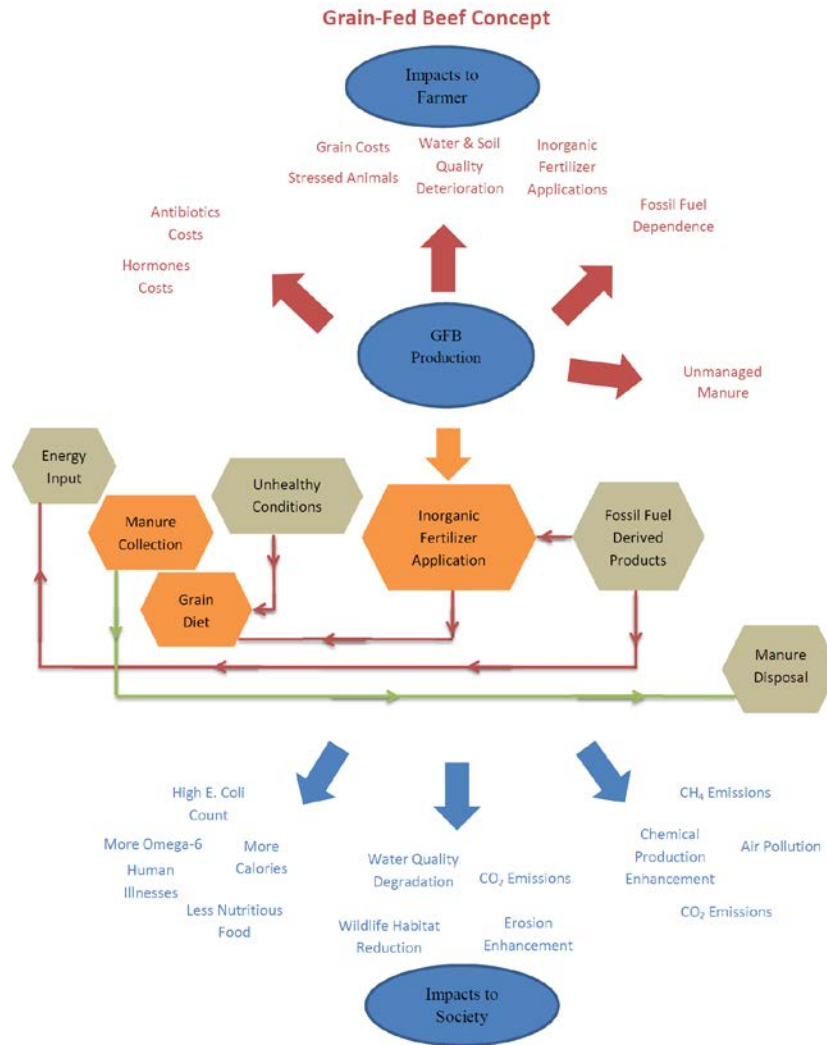 Grain-Fed Beef Concept
Impacts to
Farmer
Grain Costs
Stressed Animals
Water & Soil
Quality
Deterioration
Inorganic
Fertilizer
Applications
Antibiotics
Costs
Hormones
Costs
Fossil Fuel
Dependence
GFB
Production
Unmanaged
Manure
Energy
Input
Manure
Collection
Unhealthy
Conditions
Grain
Diet
Inorganic
Fertilizer
Application
Fossil Fuel
Derived
Products
Manure
Disposal
High E. Coli
Count
More Omega-6
Human
Illnesses
More
Calories
Less Nutritious
Food
Water Quality
Degradation
CO₂ Emissions
Wildlife Habitat
Reduction
Erosion
Enhancement
CH₄ Emissions
Chemical
Production
Enhancement
Air Pollution
CO₂ Emissions
Impacts to
Society